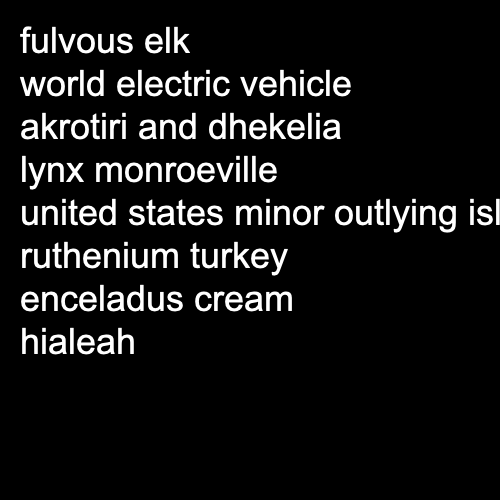 fulvous elk
world electric vehicle
akrotiri and dhekelia
lynx monroeville
united states minor outlying
ruthenium turkey
enceladus cream
hialeah